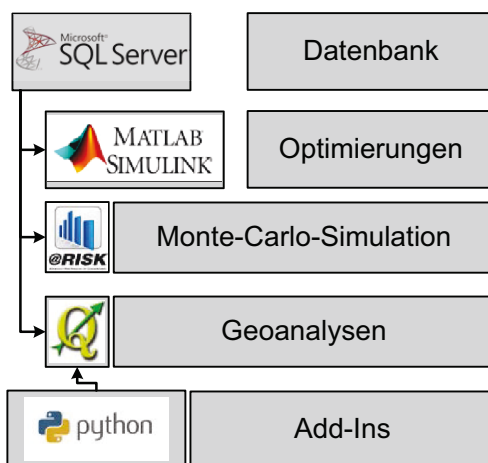 Microsoft®
SQL Server
Datenbank
MATLAB
SIMULINK®
Optimierungen
@RISK
Monte-Carlo-Simulation
Q
Geoanalysen
python
Add-Ins